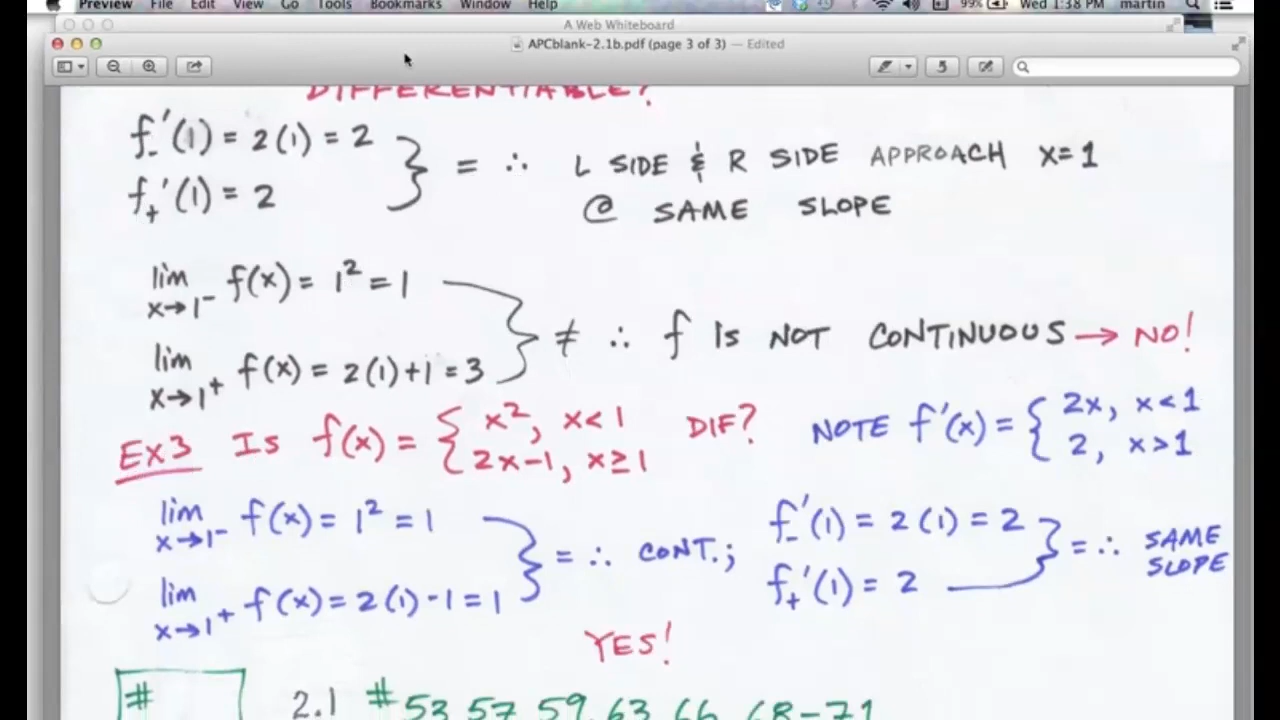 Preview File Edit View Go Tools Bookmarks Window Help 99% Wed 1:38 PM martin
A Web Whiteboard
APCblank-2.1b.pdf (page 3 of 3) — Edited
DIFFERENTIABLE?
f₋′(1) = 2(1) = 2
f₊′(1) = 2
} = ∴ L SIDE & R SIDE APPROACH x=1
@ SAME SLOPE
lim x→1⁻ f(x) = 1² = 1
lim x→1⁺ f(x) = 2(1)+1 = 3
} ≠ ∴ f IS NOT CONTINUOUS → NO!
Ex3 Is f(x) = { x², x<1
2x-1, x≥1 DIF?
NOTE f′(x) = { 2x, x<1
2, x>1
lim x→1⁻ f(x) = 1² = 1
lim x→1⁺ f(x) = 2(1)-1 = 1
} = ∴ CONT.;
f₋′(1) = 2(1) = 2
f₊′(1) = 2
} = ∴ SAME
SLOPE
YES!
# 2.1 # 53, 57, 59, 63, 66, 68-71